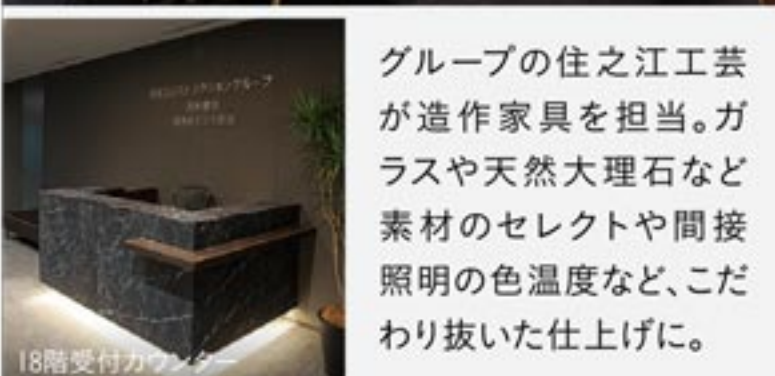 18階受付カウンター
グループの住之江工芸
が造作家具を担当。ガ
ラスや天然大理石など
素材のセレクトや間接
照明の色温度など、こだ
わり抜いた仕上げに。